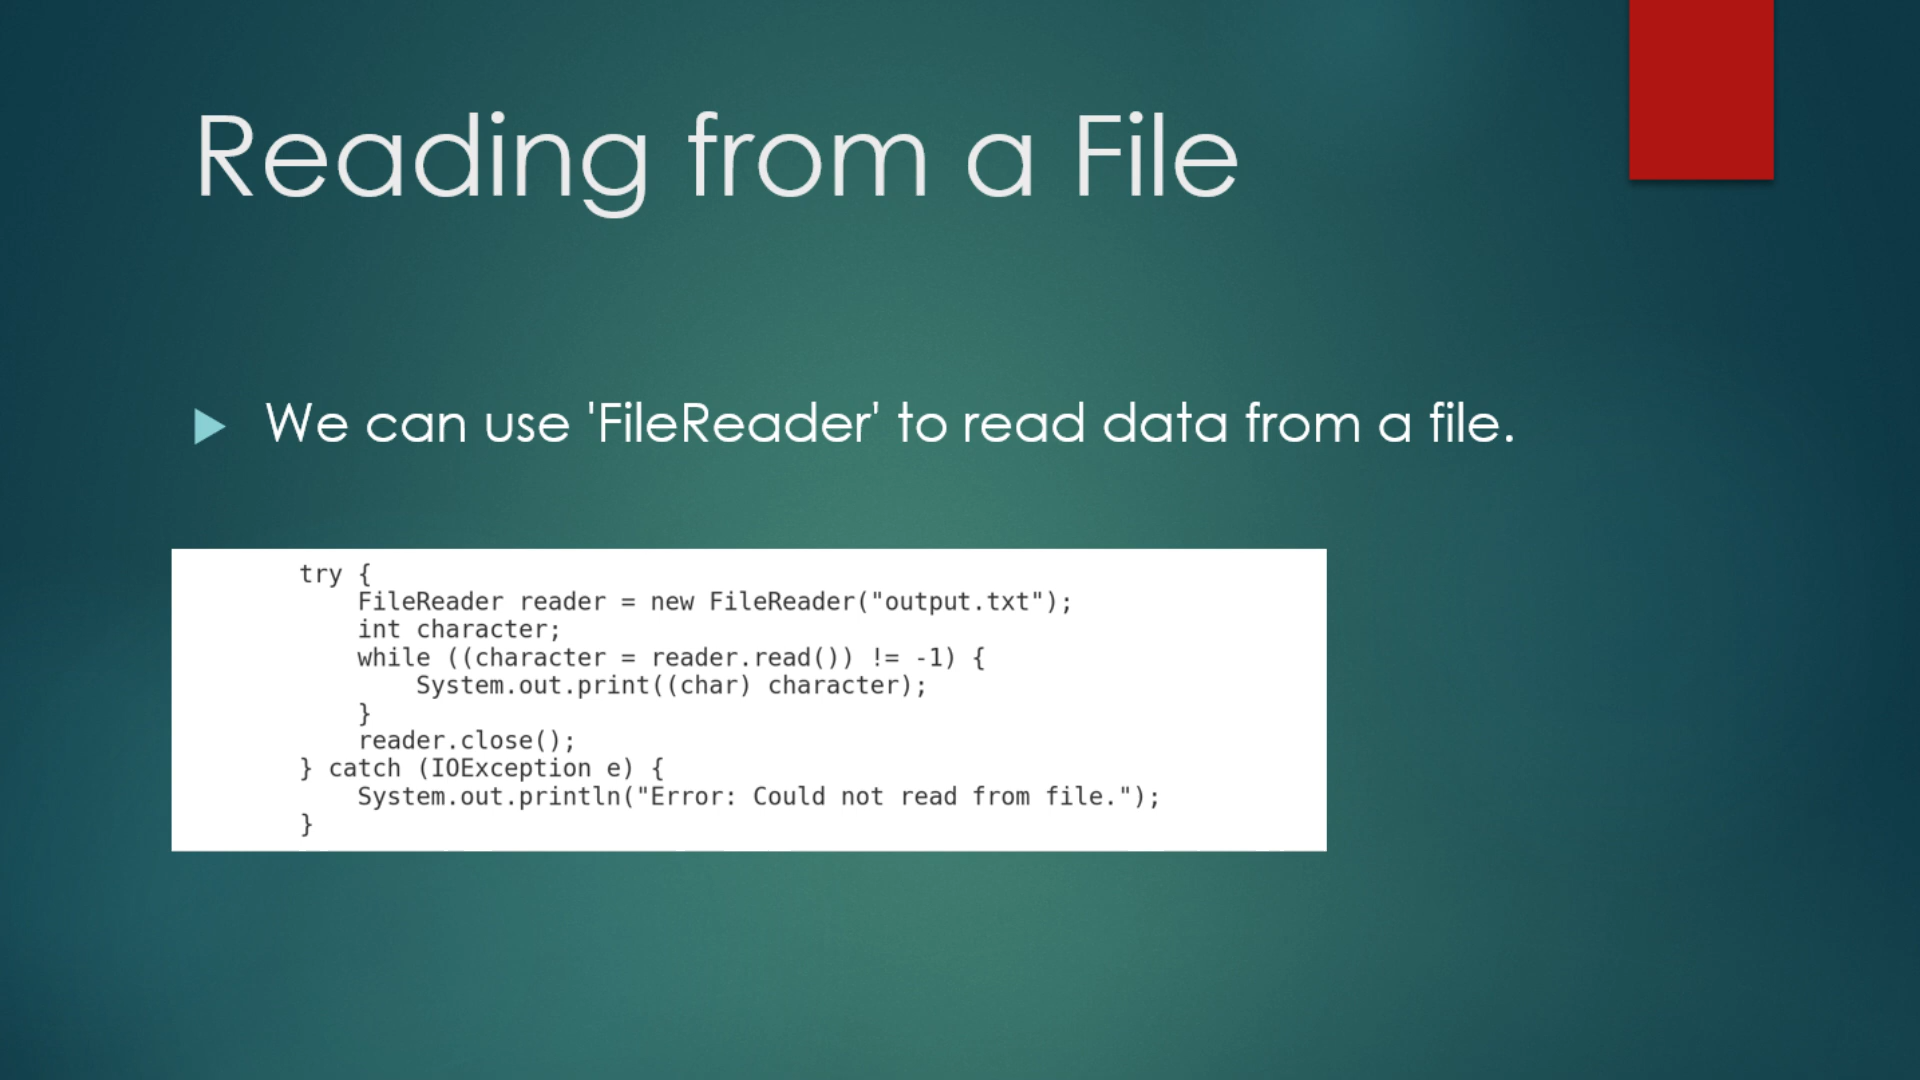 Reading from a File
We can use 'FileReader' to read data from a file.
try {
    FileReader reader = new FileReader("output.txt");
    int character;
    while ((character = reader.read()) != -1) {
        System.out.print((char) character);
    }
    reader.close();
} catch (IOException e) {
    System.out.println("Error: Could not read from file.");
}